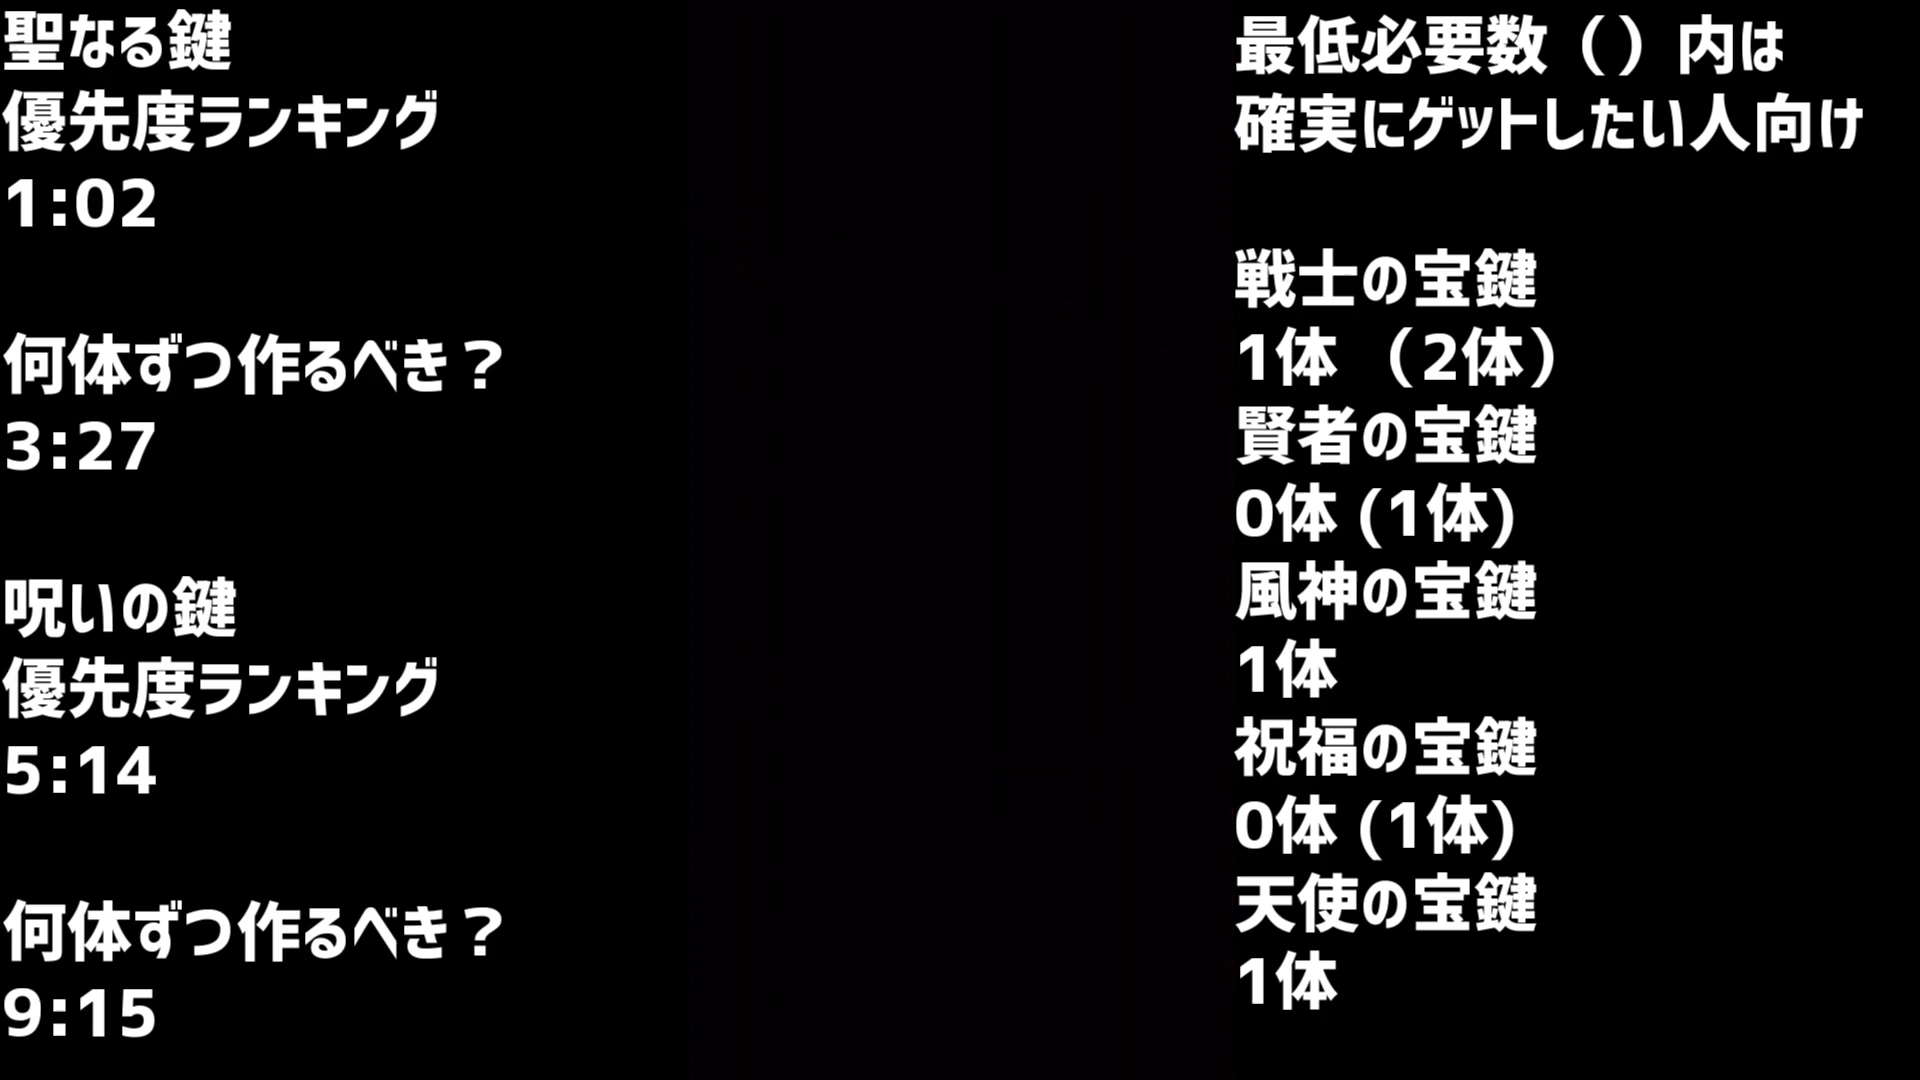 聖なる鍵
優先度ランキング
1:02
何体ずつ作るべき？
3:27
呪いの鍵
優先度ランキング
5:14
何体ずつ作るべき？
9:15
最低必要数（）内は
確実にゲットしたい人向け
戦士の宝鍵
1体 （2体）
賢者の宝鍵
0体 (1体)
風神の宝鍵
1体
祝福の宝鍵
0体 (1体)
天使の宝鍵
1体